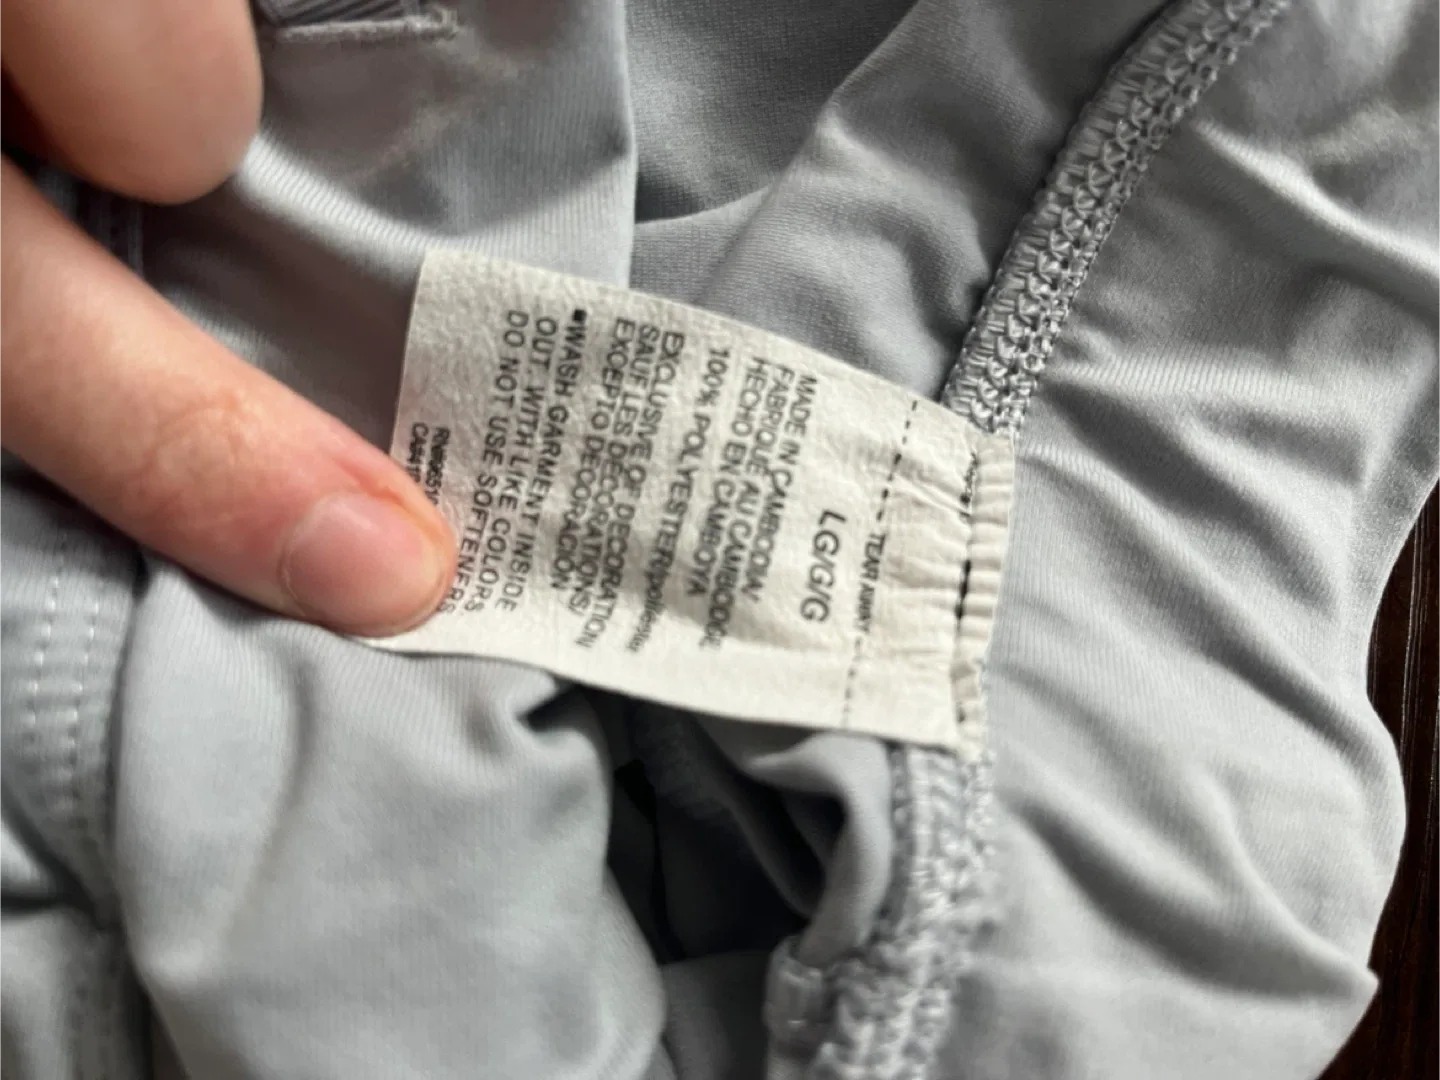 TEAR AWAY
LG/G/G
MADE IN CAMBODIA/
FABRIQUÉ AU CAMBODGE/
HECHO EN CAMBOYA
100% POLYESTER/poliéster
EXCLUSIVE OF DECORATION/
SAUF LES DÉCORATIONS/
EXCEPTO DECORACIÓN
WASH GARMENT INSIDE
OUT, WITH LIKE COLORS
DO NOT USE SOFTENERS